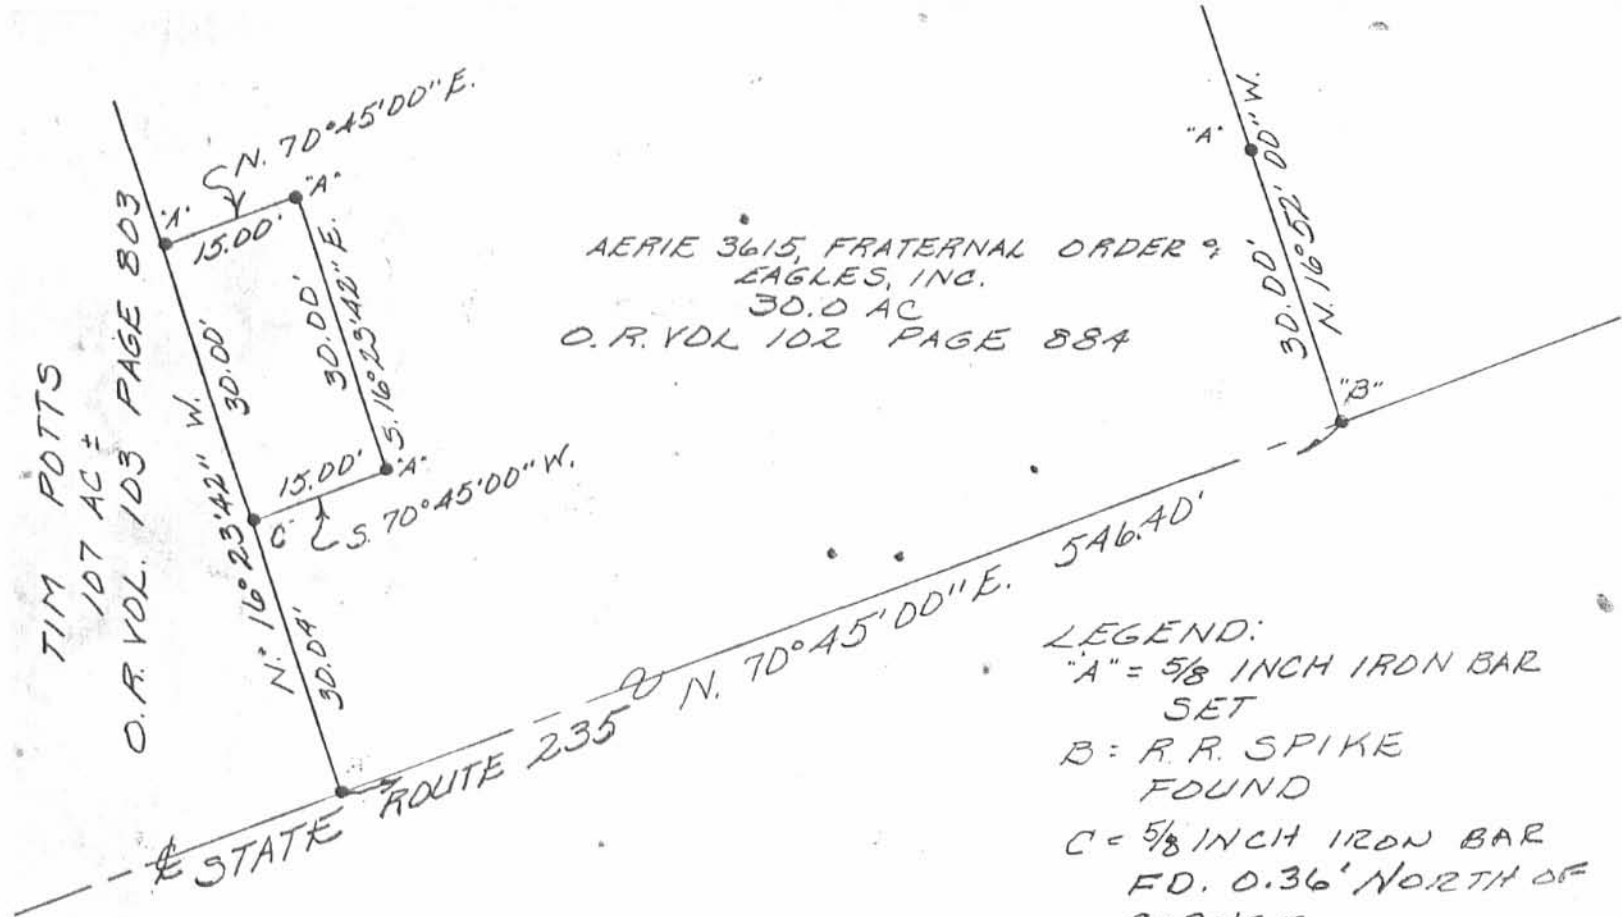 TIM POTTS
107 AC ±
O.R. VOL. 103 PAGE 803
N. 70°45'00" E.
"A"
"A"
15.00'
30.00'
30.00'
S. 16°23'42" E.
N. 16°23'42" W.
15.00'
"A"
C
S. 70°45'00" W.
30.04'
AERIE 3615, FRATERNAL ORDER of
EAGLES, INC.
30.0 AC
O.R. VOL 102 PAGE 884
"A"
30.00'
N. 16°52'00" W.
"B"
℄ STATE ROUTE 235 N. 70°45'00" E. 546.40'
LEGEND:
"A" = 5/8 INCH IRON BAR
SET
B = R.R. SPIKE
FOUND
C = 5/8 INCH IRON BAR
FD. 0.36' NORTH OF